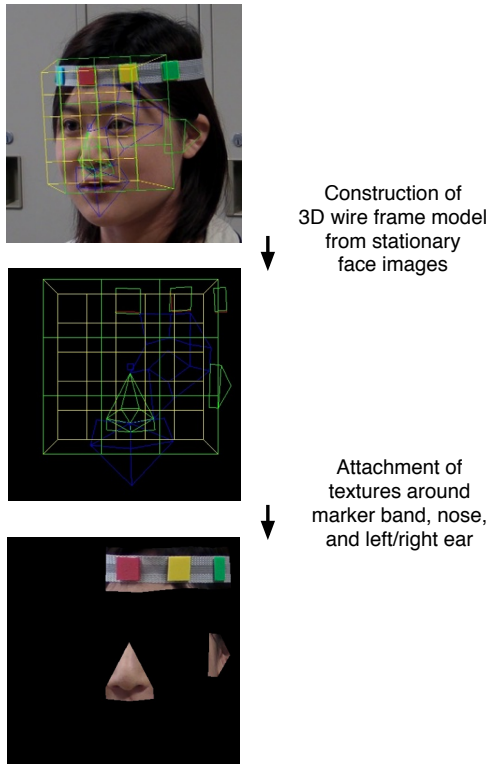 Construction of
3D wire frame model
from stationary
face images
Attachment of
textures around
marker band, nose,
and left/right ear